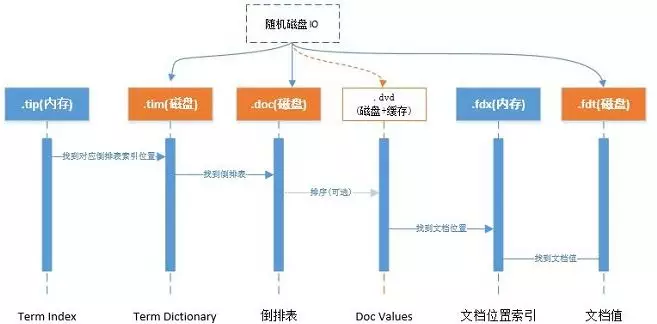 随机磁盘IO
.tip(内存)
.tim(磁盘)
.doc(磁盘)
. dvd
(磁盘+缓存)
.fdx(内存)
.fdt(磁盘)
找到对应倒排表索引位置
找到倒排表
排序(可选)
找到文档位置
找到文档值
Term Index
Term Dictionary
倒排表
Doc Values
文档位置索引
文档值